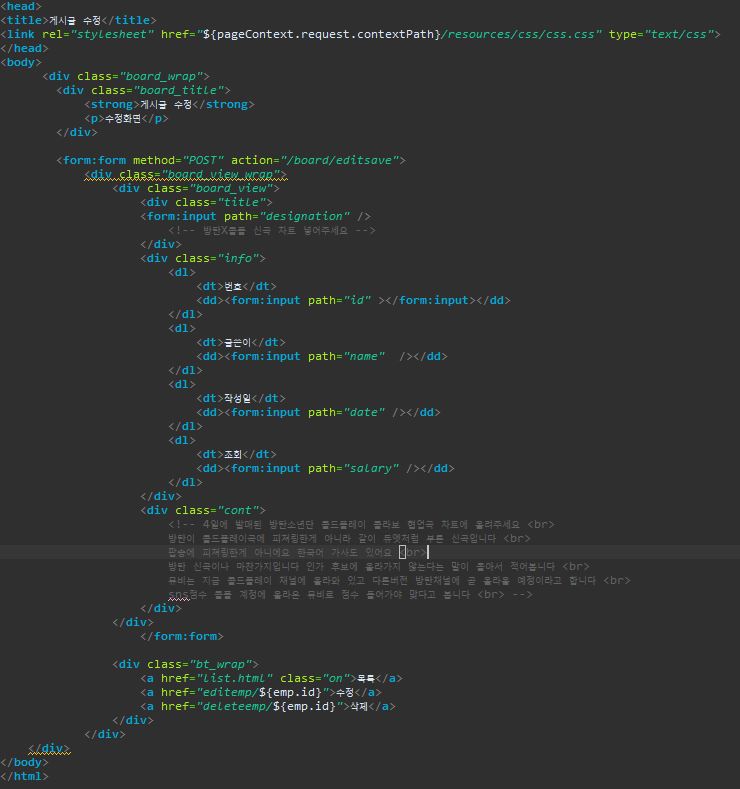 <head>
<title>게시글 수정</title>
<link rel="stylesheet" href="${pageContext.request.contextPath}/resources/css/css.css" type="text/css">
</head>
<body>
<div class="board_wrap">
<div class="board_title">
<strong>게시글 수정</strong>
<p>수정화면</p>
</div>
<form:form method="POST" action="/board/editsave">
<div class="board_view_wrap">
<div class="board_view">
<div class="title">
<form:input path="designation" />
<!-- 방탄X콜플 신곡 차트 넣어주세요 -->
</div>
<div class="info">
<dl>
<dt>번호</dt>
<dd><form:input path="id" ></form:input></dd>
</dl>
<dl>
<dt>글쓴이</dt>
<dd><form:input path="name"  /></dd>
</dl>
<dl>
<dt>작성일</dt>
<dd><form:input path="date" /></dd>
</dl>
<dl>
<dt>조회</dt>
<dd><form:input path="salary" /></dd>
</dl>
</div>
<div class="cont">
<!-- 4일에 발매된 방탄소년단 콜드플레이 콜라보 협업곡 차트에 올려주세요 <br>
방탄이 콜드플레이곡에 피쳐링한게 아니라 같이 듀엣처럼 부른 신곡입니다 <br>
팝송에 피쳐링한게 아니에요 한국어 가사도 있어요 <br>
방탄 신곡이나 마찬가지입니다 인가 후보에 올라가지 않는다는 말이 돌아서 적어봅니다 <br>
뮤비는 지금 콜드플레이 채널에 올라와 있고 다른버전 방탄채널에 곧 올라올 예정이라고 합니다 <br>
sns점수 콜플 계정에 올라온 뮤비로 점수 들어가야 맞다고 봅니다 <br> -->
</div>
</div>
</form:form>
<div class="bt_wrap">
<a href="list.html" class="on">목록</a>
<a href="editemp/${emp.id}">수정</a>
<a href="deleteemp/${emp.id}">삭제</a>
</div>
</div>
</div>
</body>
</html>